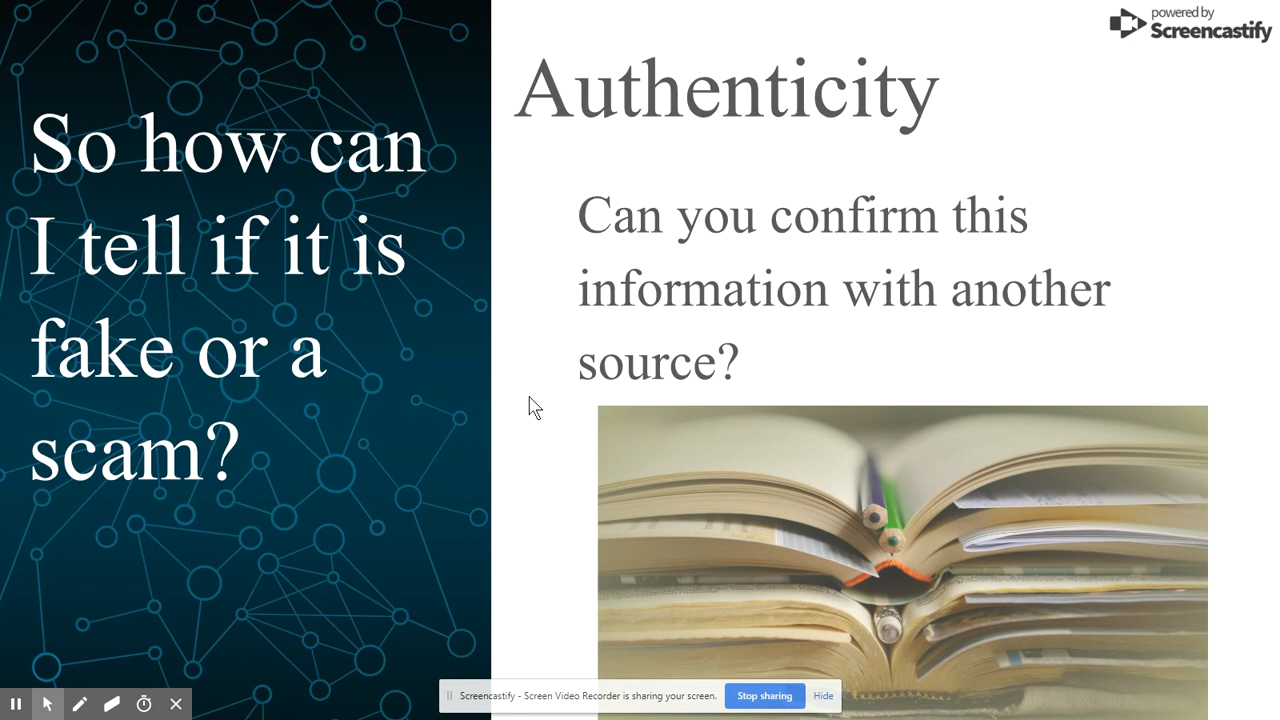 powered by
Screencastify
So how can
I tell if it is
fake or a
scam?
Authenticity
Can you confirm this
information with another
source?
Screencastify - Screen Video Recorder is sharing your screen.
Stop sharing
Hide